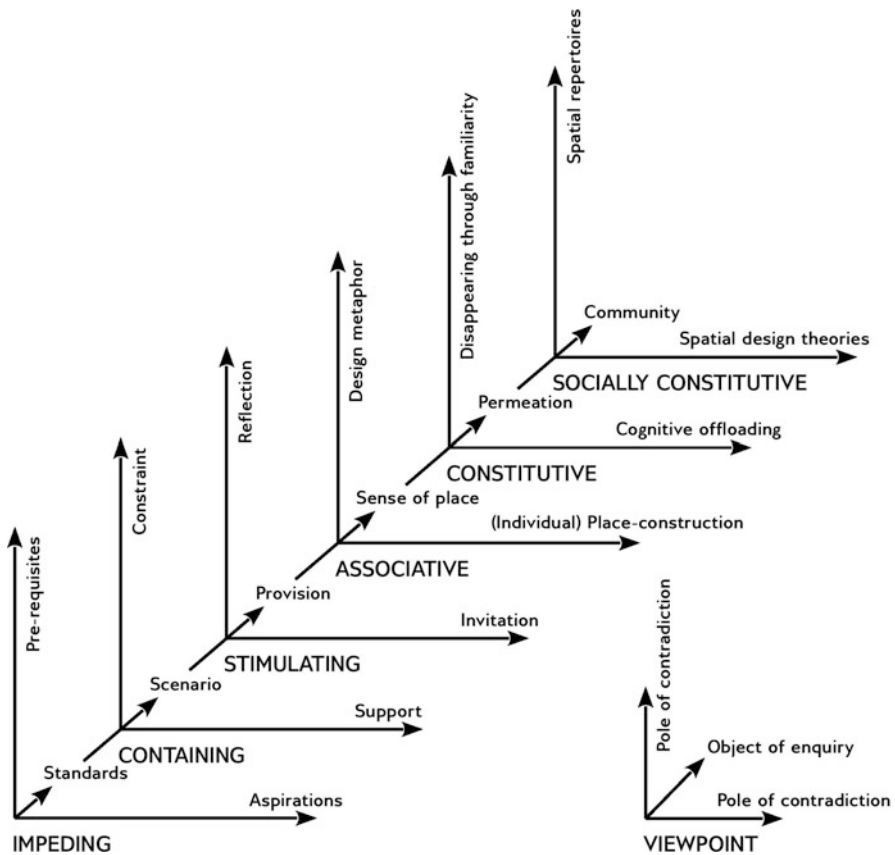 Spatial repertoires
Disappearing through familiarity
Design metaphor
Reflection
Constraint
Pre-requisites
Community
Spatial design theories
SOCIALLY CONSTITUTIVE
Permeation
Cognitive offloading
CONSTITUTIVE
Sense of place
(Individual) Place-construction
ASSOCIATIVE
Provision
Invitation
STIMULATING
Scenario
Support
CONTAINING
Standards
Aspirations
IMPEDING
Pole of contradiction
Object of enquiry
Pole of contradiction
VIEWPOINT